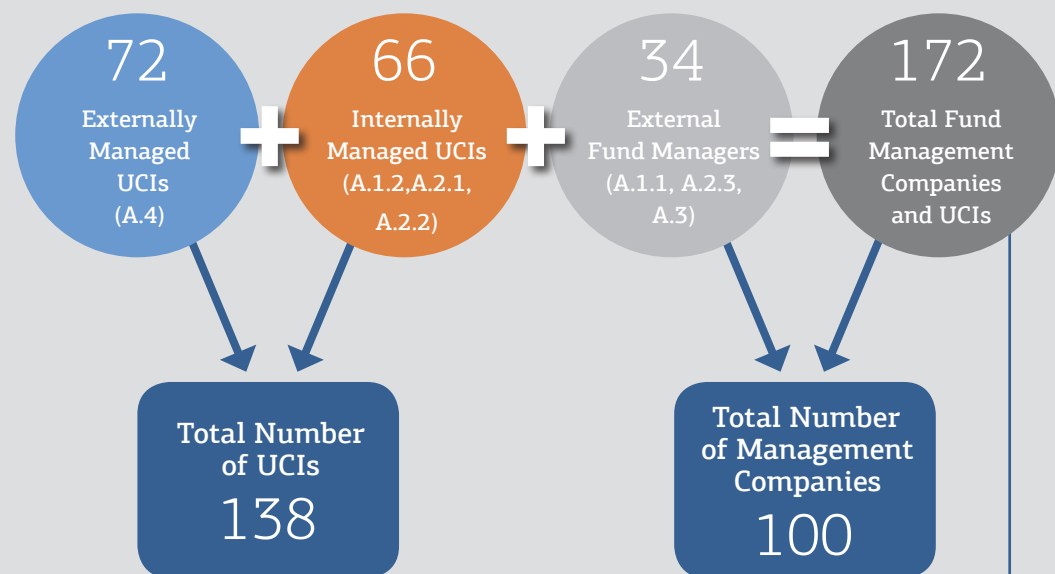 72
Externally
Managed
UCIs
(A.4)
66
Internally
Managed UCIs
(A.1.2,A.2.1,
A.2.2)
34
External
Fund Managers
(A.1.1, A.2.3,
A.3)
172
Total Fund
Management
Companies
and UCIs
Total Number
of UCIs
138
Total Number
of Management
Companies
100